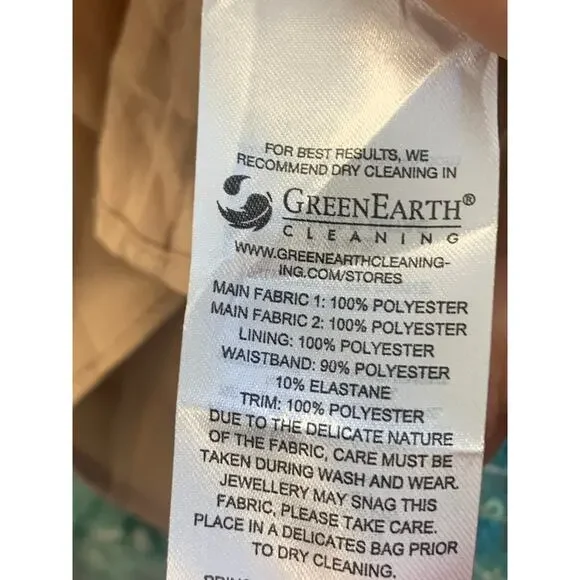 FOR BEST RESULTS, WE
RECOMMEND DRY CLEANING IN
GREENEARTH®
CLEANING
WWW.GREENEARTHCLEANING-
ING.COM/STORES
MAIN FABRIC 1: 100% POLYESTER
MAIN FABRIC 2: 100% POLYESTER
LINING: 100% POLYESTER
WAISTBAND: 90% POLYESTER
10% ELASTANE
TRIM: 100% POLYESTER
DUE TO THE DELICATE NATURE
OF THE FABRIC, CARE MUST BE
TAKEN DURING WASH AND WEAR.
JEWELLERY MAY SNAG THIS
FABRIC, PLEASE TAKE CARE.
PLACE IN A DELICATES BAG PRIOR
TO DRY CLEANING.